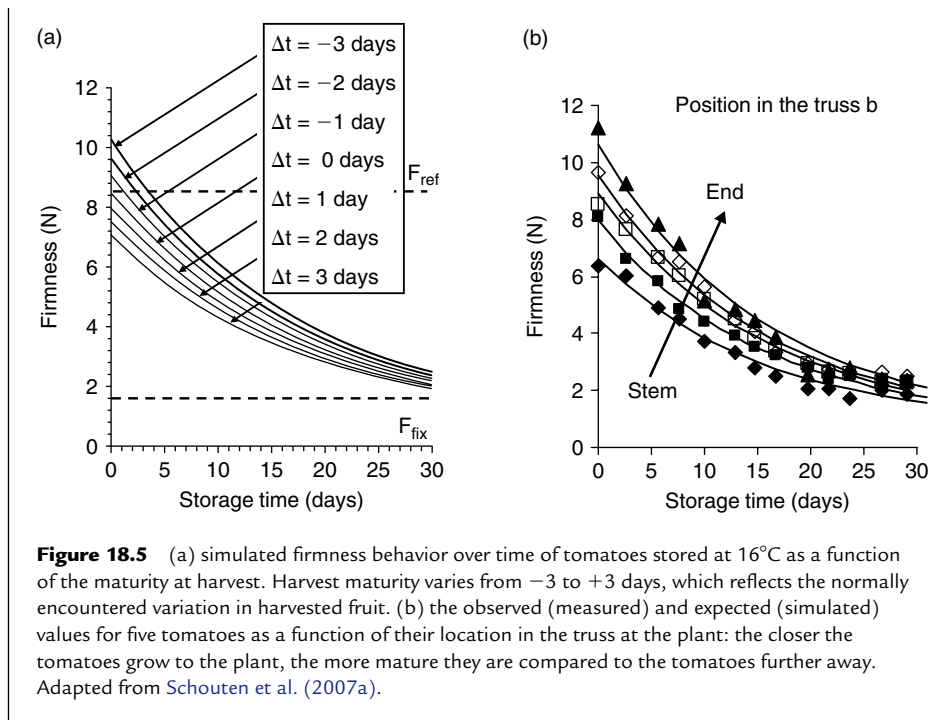 (a)
Δt = −3 days
Δt = −2 days
Δt = −1 day
Δt = 0 days
Δt = 1 day
Δt = 2 days
Δt = 3 days
F_ref
F_fix
12
10
8
6
4
2
0
Firmness (N)
0 5 10 15 20 25 30
Storage time (days)
(b)
Position in the truss b
End
Stem
12
10
8
6
4
2
0
Firmness (N)
0 5 10 15 20 25 30
Storage time (days)
Figure 18.5 (a) simulated firmness behavior over time of tomatoes stored at 16°C as a function
of the maturity at harvest. Harvest maturity varies from −3 to +3 days, which reflects the normally
encountered variation in harvested fruit. (b) the observed (measured) and expected (simulated)
values for five tomatoes as a function of their location in the truss at the plant: the closer the
tomatoes grow to the plant, the more mature they are compared to the tomatoes further away.
Adapted from Schouten et al. (2007a).